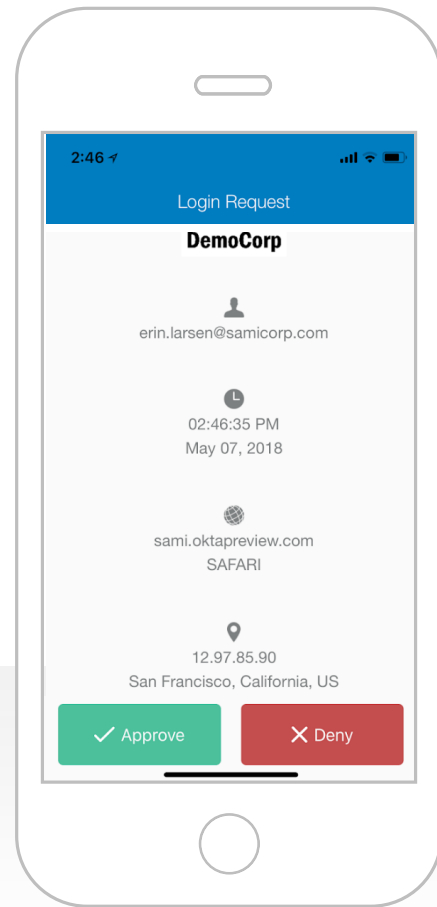 2:46
Login Request
DemoCorp
erin.larsen@samicorp.com
02:46:35 PM
May 07, 2018
sami.oktapreview.com
SAFARI
12.97.85.90
San Francisco, California, US
Approve
Deny